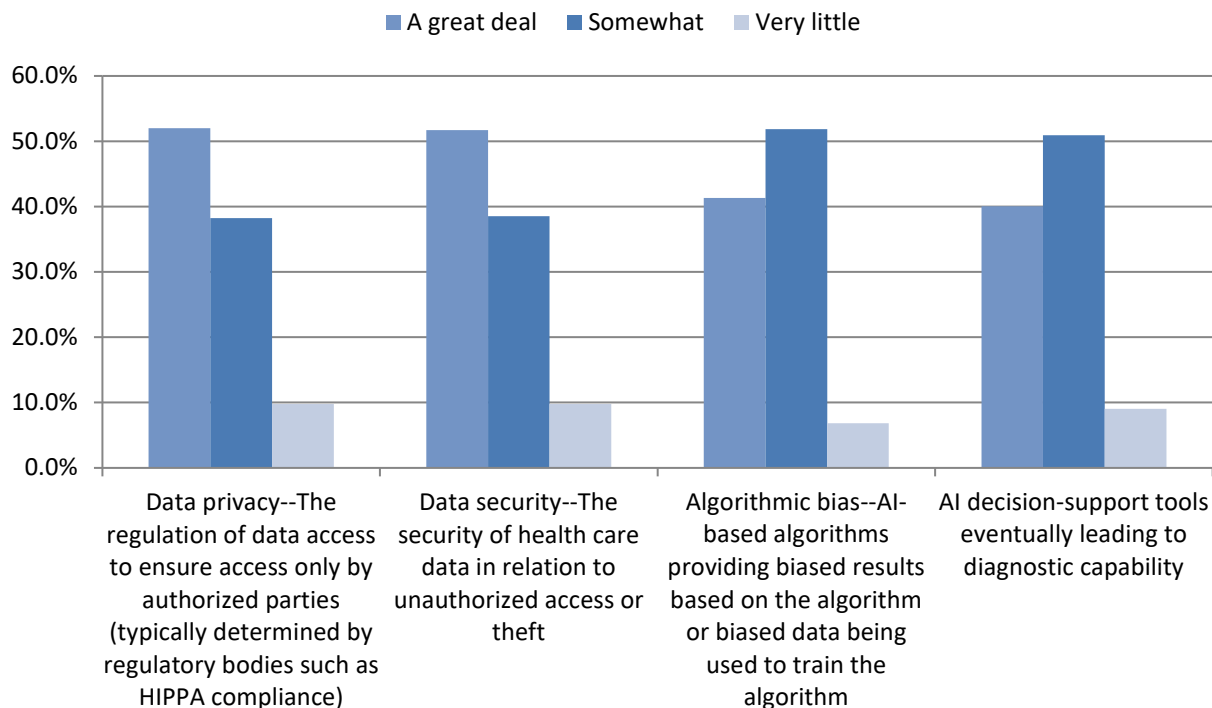 A great deal Somewhat Very little
60.0%
50.0%
40.0%
30.0%
20.0%
10.0%
0.0%
Data privacy--The
regulation of data access
to ensure access only by
authorized parties
(typically determined by
regulatory bodies such as
HIPPA compliance)
Data security--The
security of health care
data in relation to
unauthorized access or
theft
Algorithmic bias--AI-
based algorithms
providing biased results
based on the algorithm
or biased data being
used to train the
algorithm
AI decision-support tools
eventually leading to
diagnostic capability